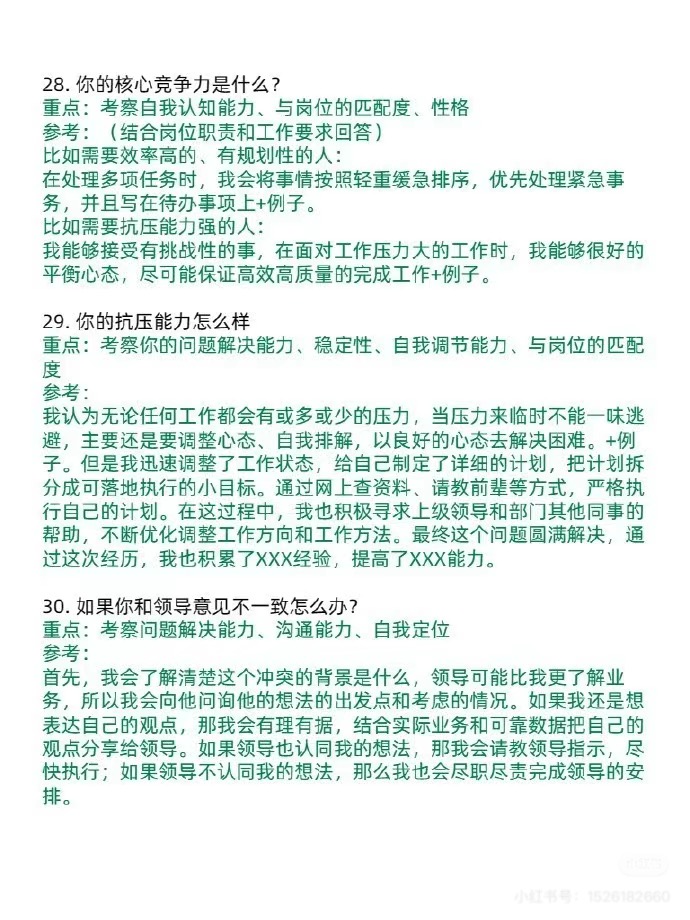 28. 你的核心竞争力是什么？
重点：考察自我认知能力、与岗位的匹配度、性格
参考：（结合岗位职责和工作要求回答）
比如需要效率高的、有规划性的人：
在处理多项任务时，我会将事情按照轻重缓急排序，优先处理紧急事
务，并且写在待办事项上+例子。
比如需要抗压能力强的人：
我能够接受有挑战性的事，在面对工作压力大的工作时，我能够很好的
平衡心态，尽可能保证高效高质量的完成工作+例子。
29. 你的抗压能力怎么样
重点：考察你的问题解决能力、稳定性、自我调节能力、与岗位的匹配
度
参考：
我认为无论任何工作都会有或多或少的压力，当压力来临时不能一味逃
避，主要还是要调整心态、自我排解，以良好的心态去解决困难。+例
子。但是我迅速调整了工作状态，给自己制定了详细的计划，把计划拆
分成可落地执行的小目标。通过网上查资料、请教前辈等方式，严格执
行自己的计划。在这过程中，我也积极寻求上级领导和部门其他同事的
帮助，不断优化调整工作方向和工作方法。最终这个问题圆满解决，通
过这次经历，我也积累了XXX经验，提高了XXX能力。
30. 如果你和领导意见不一致怎么办？
重点：考察问题解决能力、沟通能力、自我定位
参考：
首先，我会了解清楚这个冲突的背景是什么，领导可能比我更了解业
务，所以我会向他问询他的想法的出发点和考虑的情况。如果我还是想
表达自己的观点，那我会有理有据，结合实际业务和可靠数据把自己的
观点分享给领导。如果领导也认同我的想法，那我会请教领导指示，尽
快执行；如果领导不认同我的想法，那么我也会尽职尽责完成领导的安
排。
小红书号：1526182660